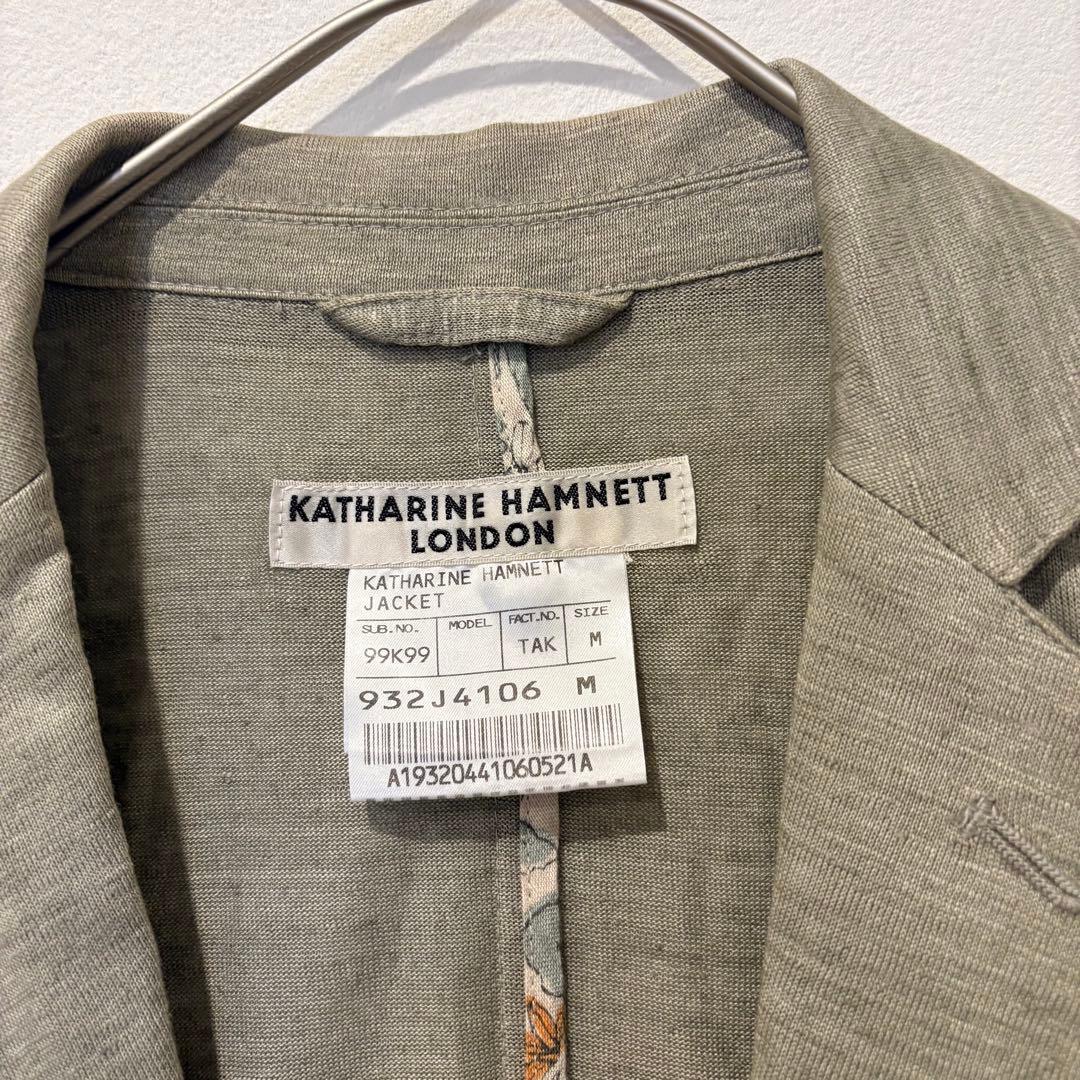 KATHARINE HAMNETT
LONDON
KATHARINE HAMNETT
JACKET
SUB.NO. MODEL FACT.NO. SIZE
99K99 TAK M
932J4106 M
A19320441060521A